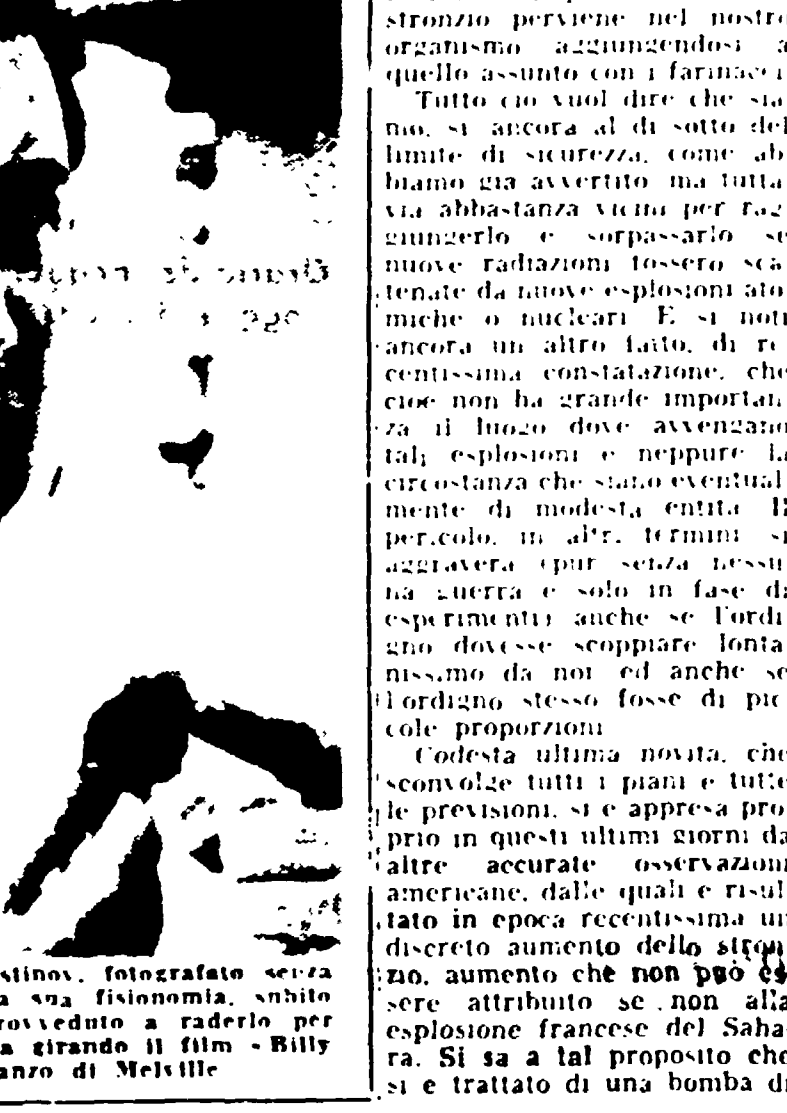 stinov, fotografato senza
a sua fisionomia, subito
rovveduto a raderlo per
a girando il film «Billy
anzo di Melville
stronzio perviene nel nostro
organismo aggiungendosi a
quello assunto con i farinacei
Tutto ciò vuol dire che sia-
mo, sì ancora al di sotto del
limite di sicurezza, come ab-
biamo già avvertito ma tutta-
via abbastanza vicini per rag-
giungerlo e sorpassarlo se
nuove radiazioni fossero sca-
tenate da nuove esplosioni ato-
miche o nucleari E si noti
ancora un altro fatto, di re-
centissima constatazione, che
cioè non ha grande importan-
za il luogo dove avvengano
tali esplosioni e neppure la
circostanza che siano eventual-
mente di modesta entità Il
pericolo, in altri termini si
aggraverà (pur senza nessu-
na guerra e solo in fase di
esperimenti) anche se l'ordi-
gno dovesse scoppiare lonta-
nissimo da noi ed anche se
l'ordigno stesso fosse di pic-
cole proporzioni
Codesta ultima novità, che
sconvolge tutti i piani e tutte
le previsioni, si è appresa pro-
prio in questi ultimi giorni da
altre accurate osservazioni
americane, dalle quali è risul-
tato in epoca recentissima un
discreto aumento dello stron-
zio, aumento che non può es-
sere attribuito se non alla
esplosione francese del Saha-
ra. Si sa a tal proposito che
si è trattato di una bomba di